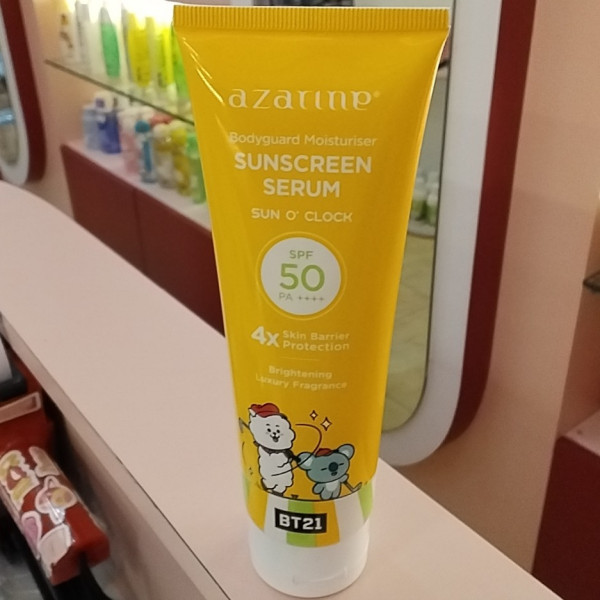 azarine®
Bodyguard Moisturiser
SUNSCREEN
SERUM
SUN O' CLOCK
SPF
50
PA ++++
4x Skin Barrier
Protection
Brightening
Luxury Fragrance
BT21